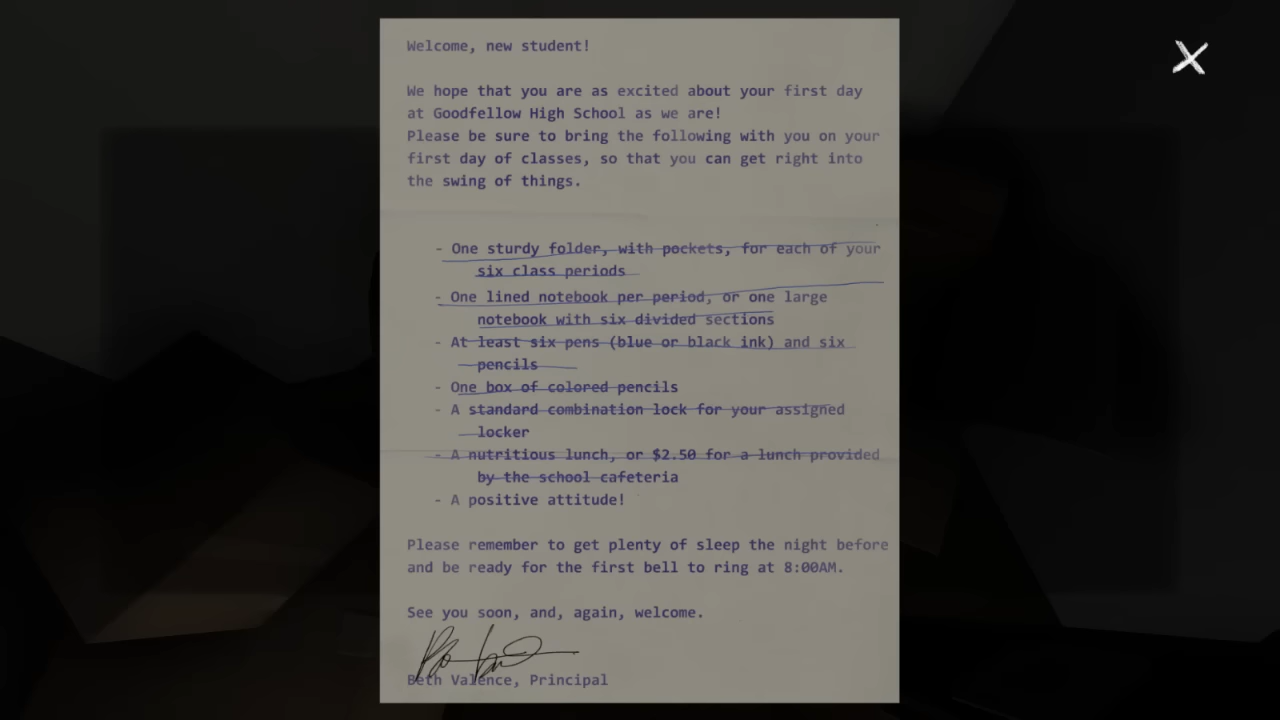 Welcome, new student!
We hope that you are as excited about your first day
at Goodfellow High School as we are!
Please be sure to bring the following with you on your
first day of classes, so that you can get right into
the swing of things.
- One sturdy folder, with pockets, for each of your
six class periods
- One lined notebook per period, or one large
notebook with six divided sections
- At least six pens (blue or black ink) and six
pencils
- One box of colored pencils
- A standard combination lock for your assigned
locker
- A nutritious lunch, or $2.50 for a lunch provided
by the school cafeteria
- A positive attitude!
Please remember to get plenty of sleep the night before
and be ready for the first bell to ring at 8:00AM.
See you soon, and, again, welcome.
Beth Valence, Principal